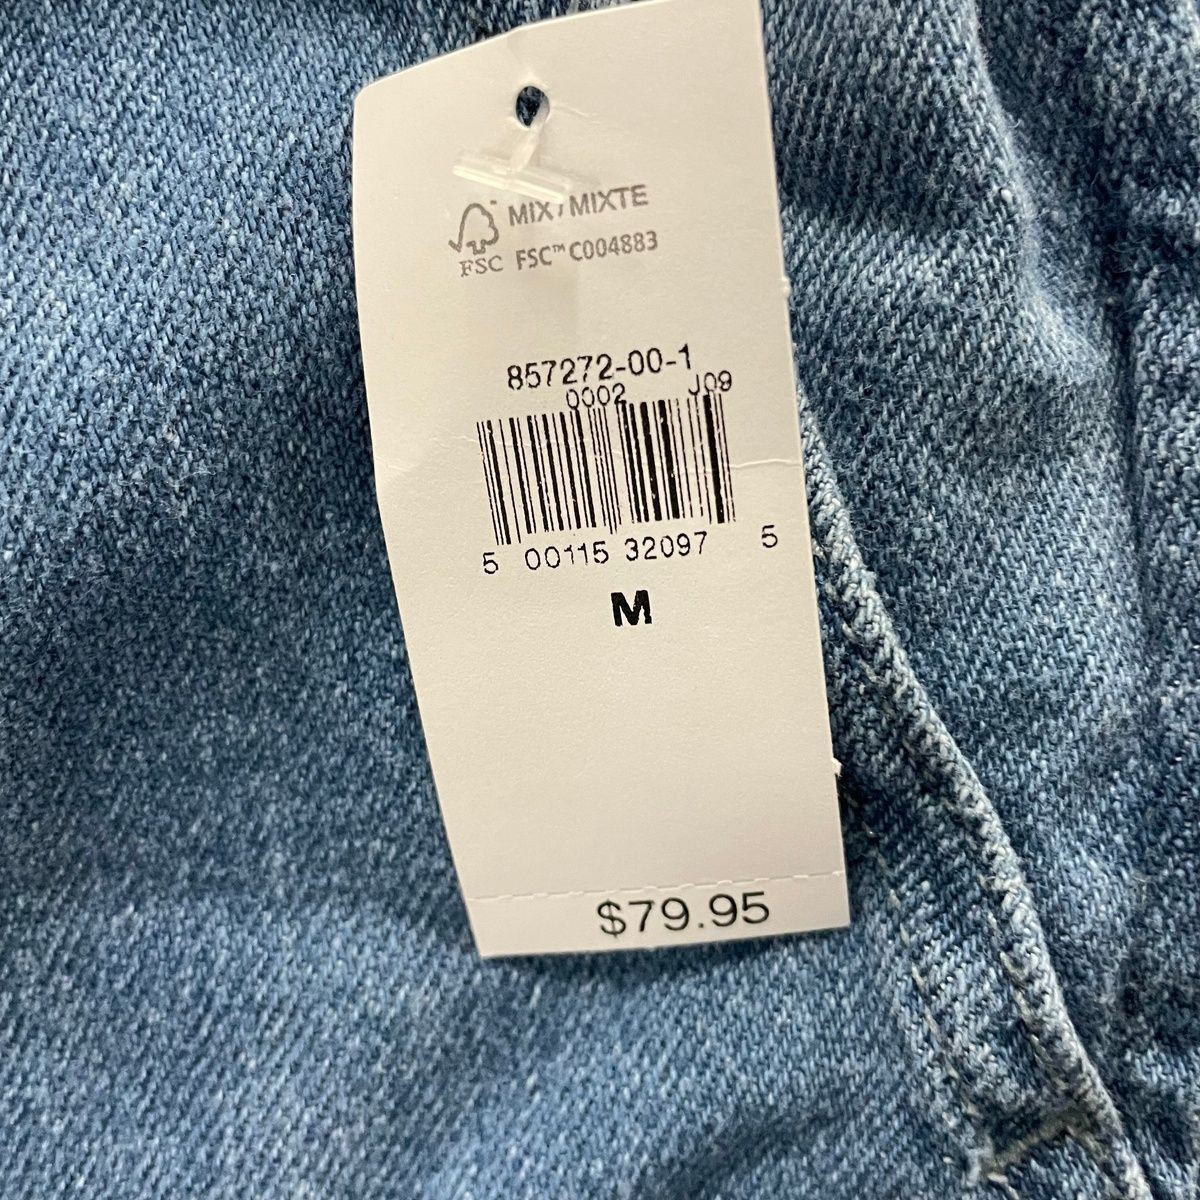 MIX / MIXTE
FSC FSC™ C004883
857272-00-1
0002 J09
5 00115 32097 5
M
$79.95